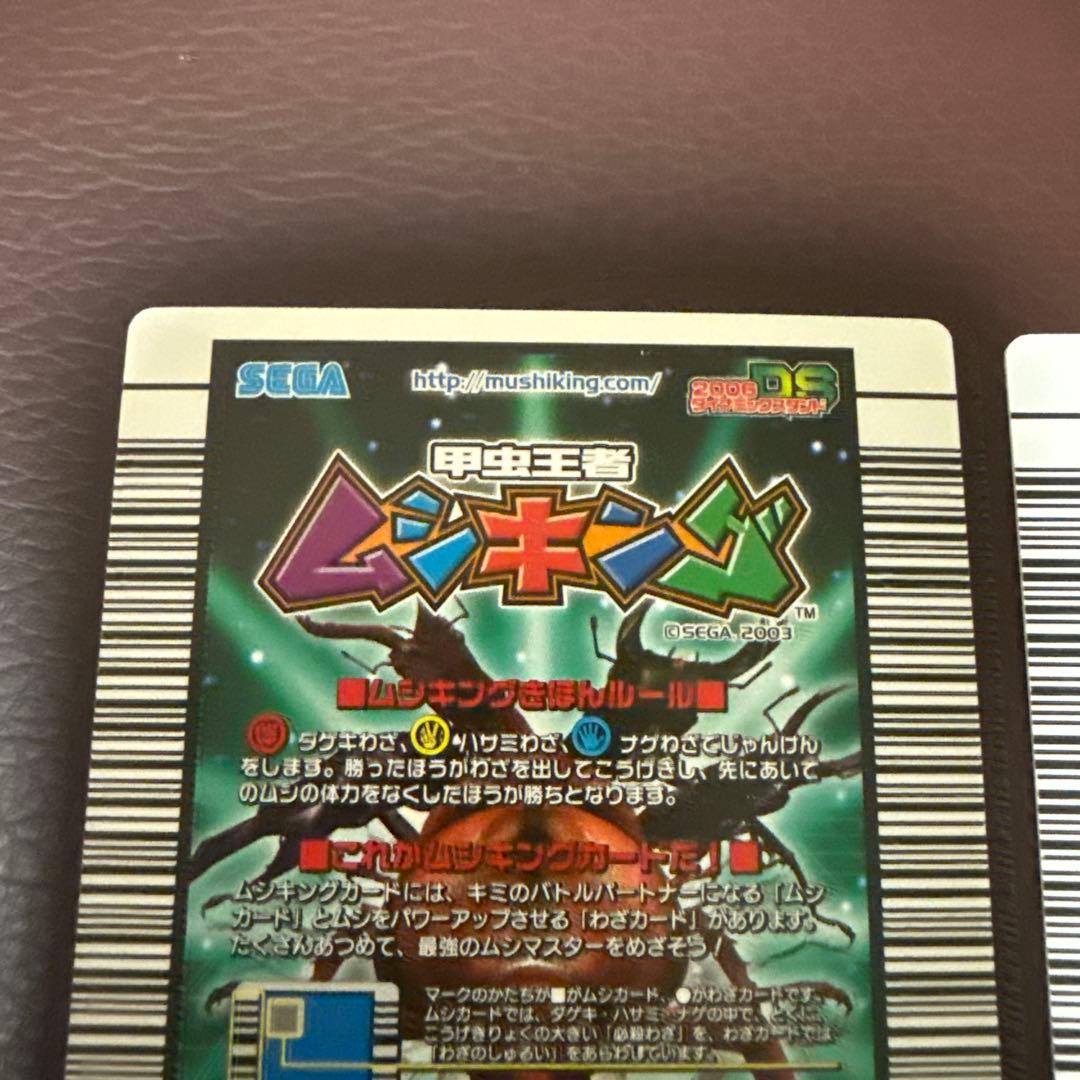 SEGA
http://mushiking.com/
2006
DS
ダイナミックスタンド
甲虫王者
ムシキング
TM
©SEGA, 2003
■ムシキングきほんルール■
ダゲキわざ、ハサミわざ、ナゲわざでじゃんけん
をします。勝ったほうがわざを出してこうげきし、先にあいて
のムシの体力をなくしたほうが勝ちとなります。
■これがムシキングカードだ!■
ムシキングカードには、キミのバトルパートナーになる「ムシ
カード」とムシをパワーアップさせる「わざカード」があります。
たくさんあつめて、最強のムシマスターをめざそう!
マークのかたちが■がムシカード、●がわざカードです。
ムシカードでは、ダゲキ・ハサミ・ナゲの中で、とくに、
こうげきりょくの大きい「必殺わざ」を、わざカードでは
「わざのしゅるい」をあらわしています。